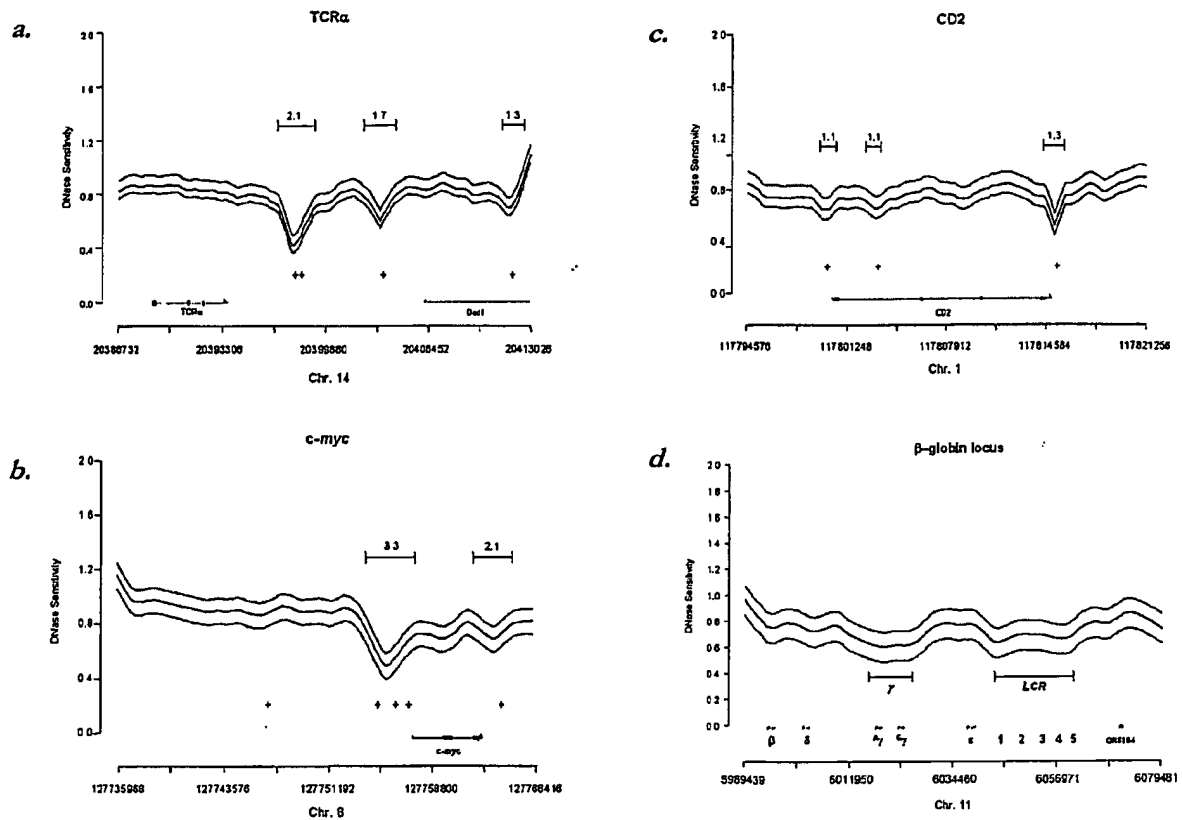 a.
TCRα
DNase Sensitivity
2.0
1.6
1.2
0.8
0.4
0.0
2.1
1.7
1.3
+ + + +
TCRα
Dad1
20386732 20393306 20399880 20406452 20413026
Chr. 14
c.
CD2
DNase Sensitivity
2.0
1.6
1.2
0.8
0.4
0.0
1.1
1.1
1.3
+ + +
CD2
117794576 117801248 117807912 117814584 117821256
Chr. 1
b.
c-myc
DNase Sensitivity
2.0
1.6
1.2
0.8
0.4
0.0
3.3
2.1
+ + + + +
c-myc
127735968 127743576 127751192 127758800 127766416
Chr. 8
d.
β-globin locus
DNase Sensitivity
2.0
1.8
1.6
1.4
1.2
1.0
0.8
0.6
0.4
0.2
0.0
γ
LCR
β δ Aγ Gγ ε 1 2 3 4 5
5989439 6011950 6034460 6056971 6079481
Chr. 11